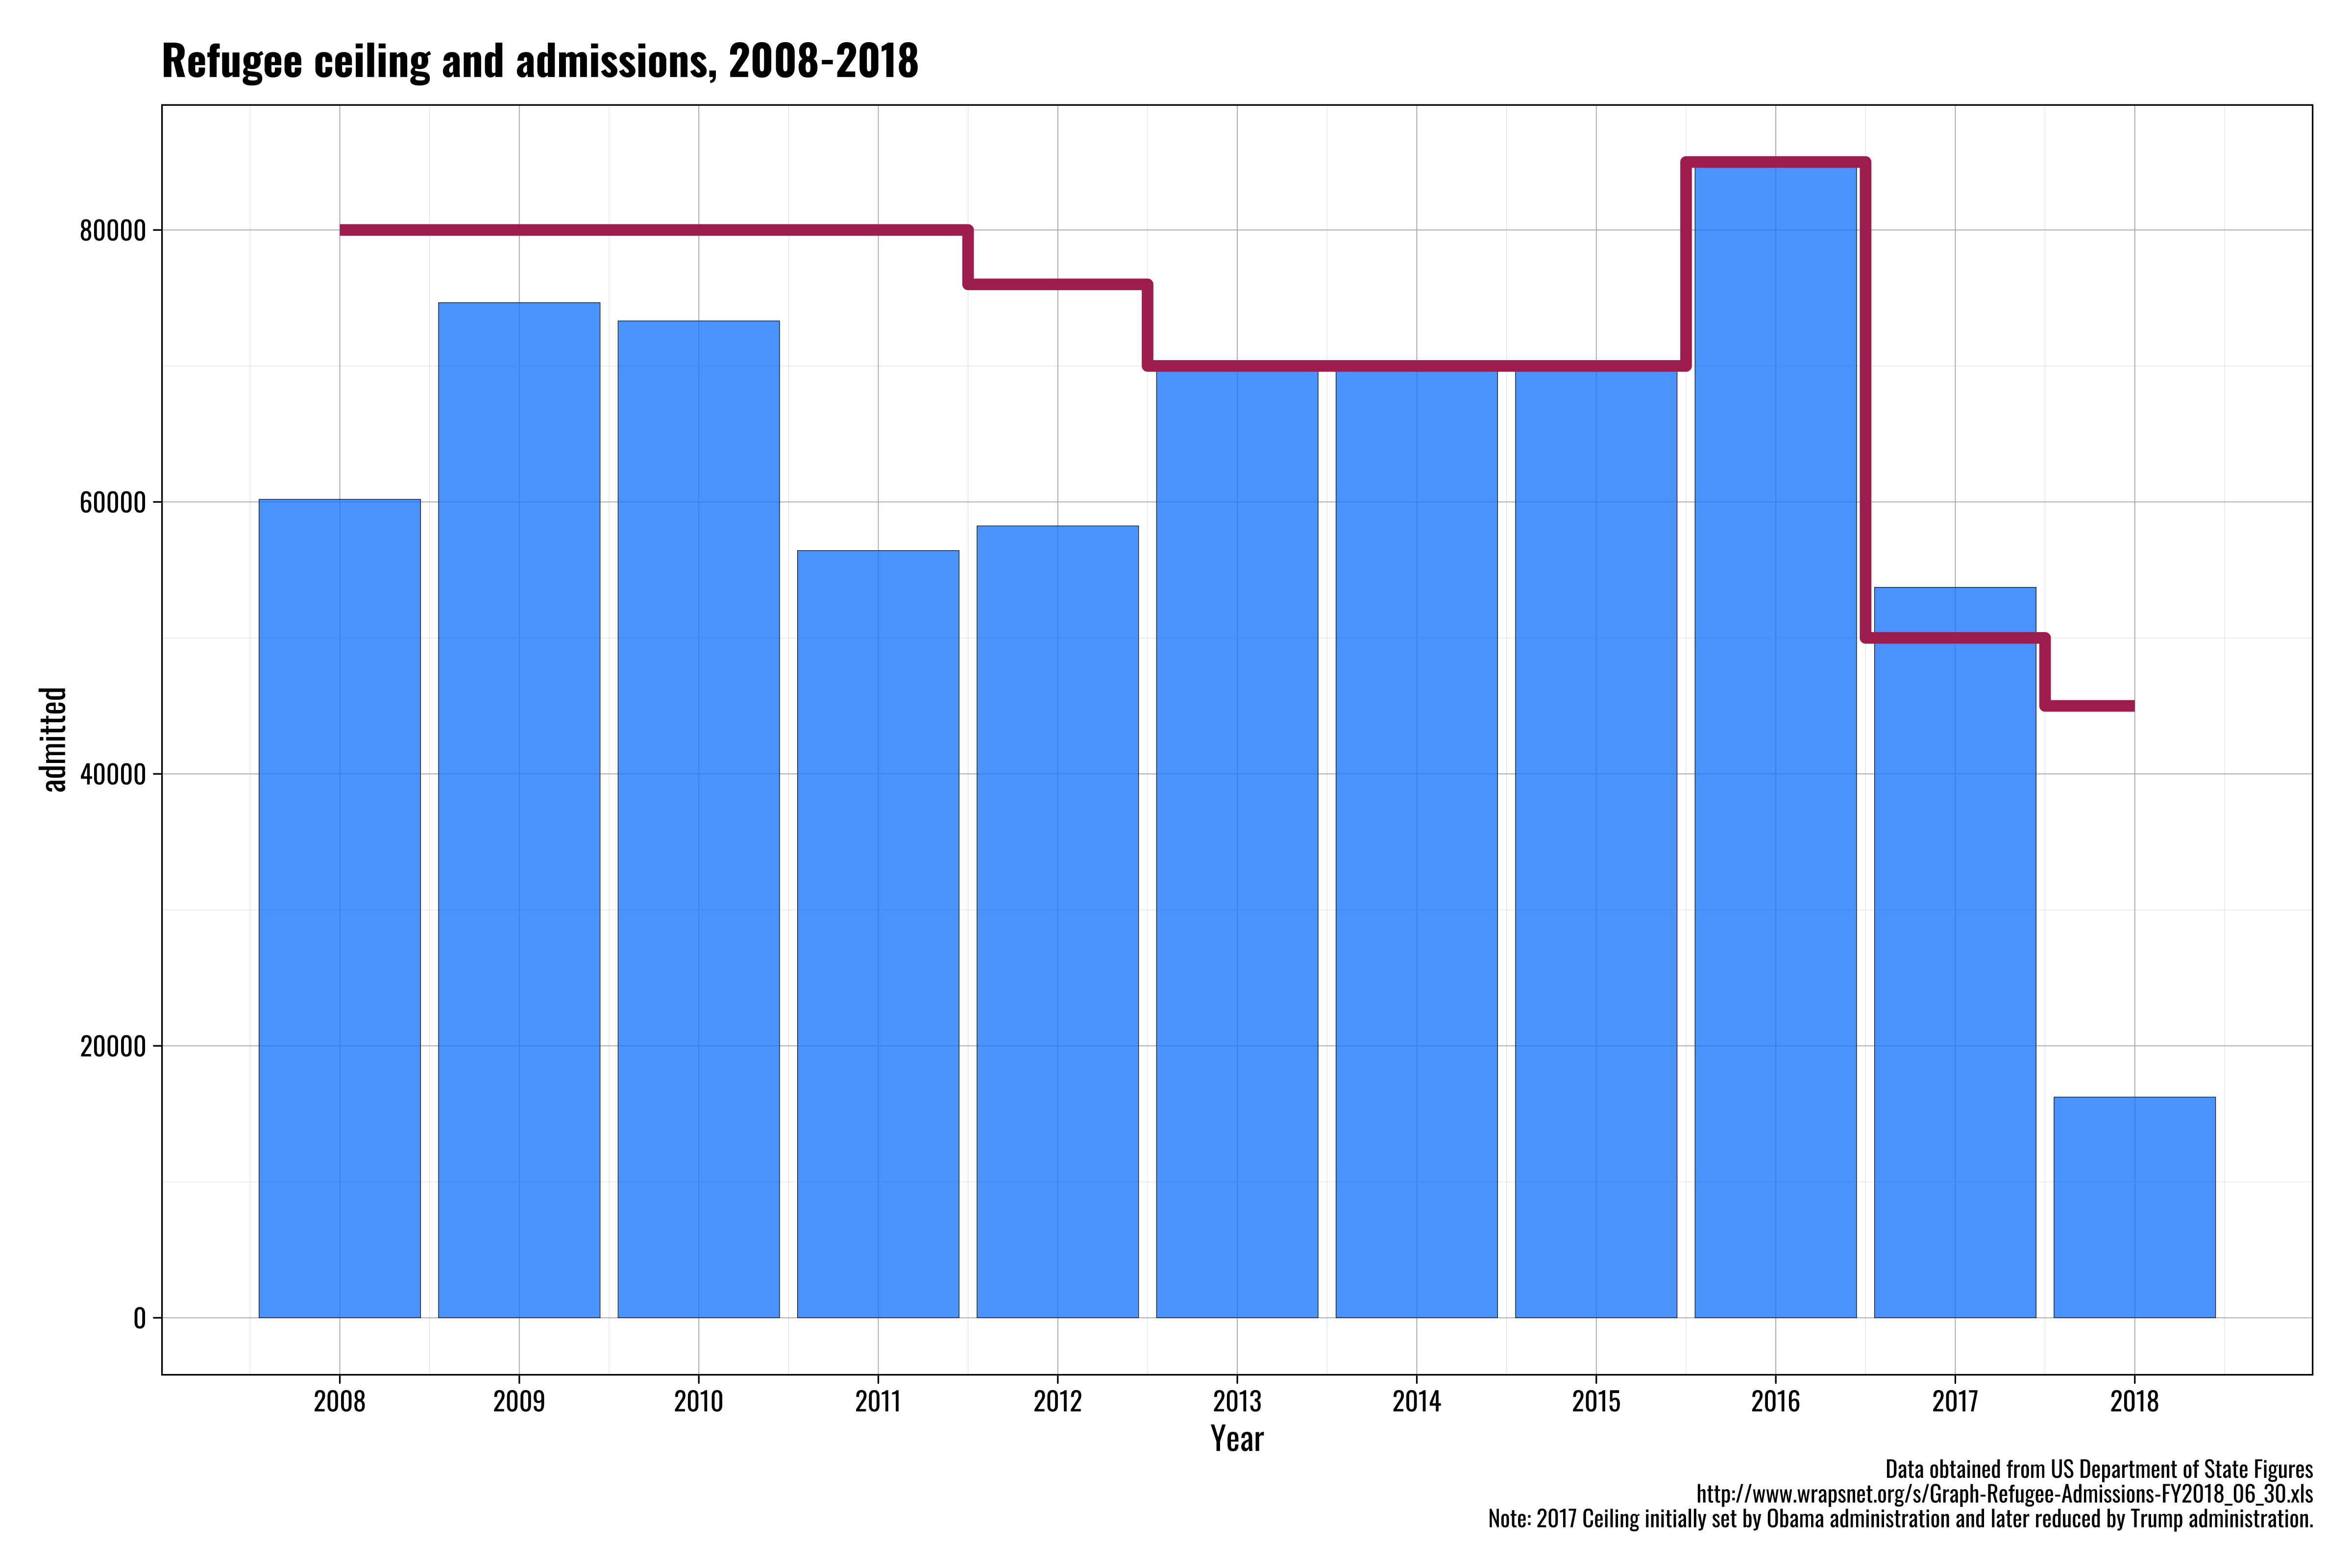 Refugee ceiling and admissions, 2008-2018
admitted
80000
60000
40000
20000
0
2008 2009 2010 2011 2012 2013 2014 2015 2016 2017 2018
Year
Data obtained from US Department of State Figures
http://www.wrapsnet.org/s/Graph-Refugee-Admissions-FY2018_06_30.xls
Note: 2017 Ceiling initially set by Obama administration and later reduced by Trump administration.